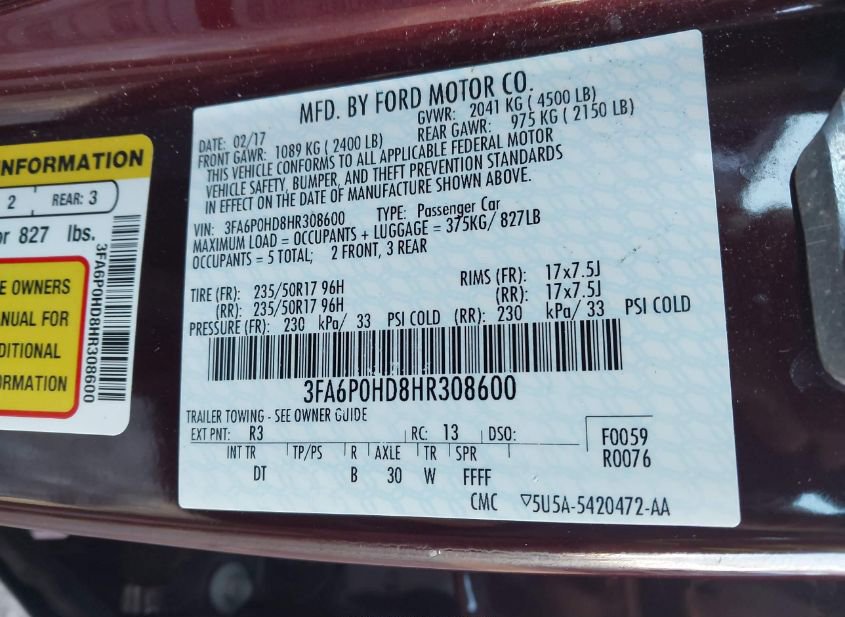 INFORMATION
2 REAR: 3
or 827 lbs.
E OWNERS
ANUAL FOR
DITIONAL
ORMATION
3FA6P0HD8HR308600
MFD. BY FORD MOTOR CO.
DATE: 02/17 GVWR: 2041 KG ( 4500 LB)
FRONT GAWR: 1089 KG ( 2400 LB) REAR GAWR: 975 KG ( 2150 LB)
THIS VEHICLE CONFORMS TO ALL APPLICABLE FEDERAL MOTOR
VEHICLE SAFETY, BUMPER, AND THEFT PREVENTION STANDARDS
IN EFFECT ON THE DATE OF MANUFACTURE SHOWN ABOVE.
VIN: 3FA6P0HD8HR308600 TYPE: Passenger Car
MAXIMUM LOAD = OCCUPANTS + LUGGAGE = 375KG/ 827LB
OCCUPANTS = 5 TOTAL; 2 FRONT, 3 REAR
TIRE (FR): 235/50R17 96H RIMS (FR): 17x7.5J
(RR): 235/50R17 96H (RR): 17x7.5J
PRESSURE (FR): 230 kPa/ 33 PSI COLD (RR): 230 kPa/ 33 PSI COLD
3FA6P0HD8HR308600
TRAILER TOWING - SEE OWNER GUIDE
EXT PNT: R3 RC: 13 DSO: F0059
R0076
INT TR TP/PS R AXLE TR SPR
DT B 30 W FFFF
CMC ▽5U5A-5420472-AA